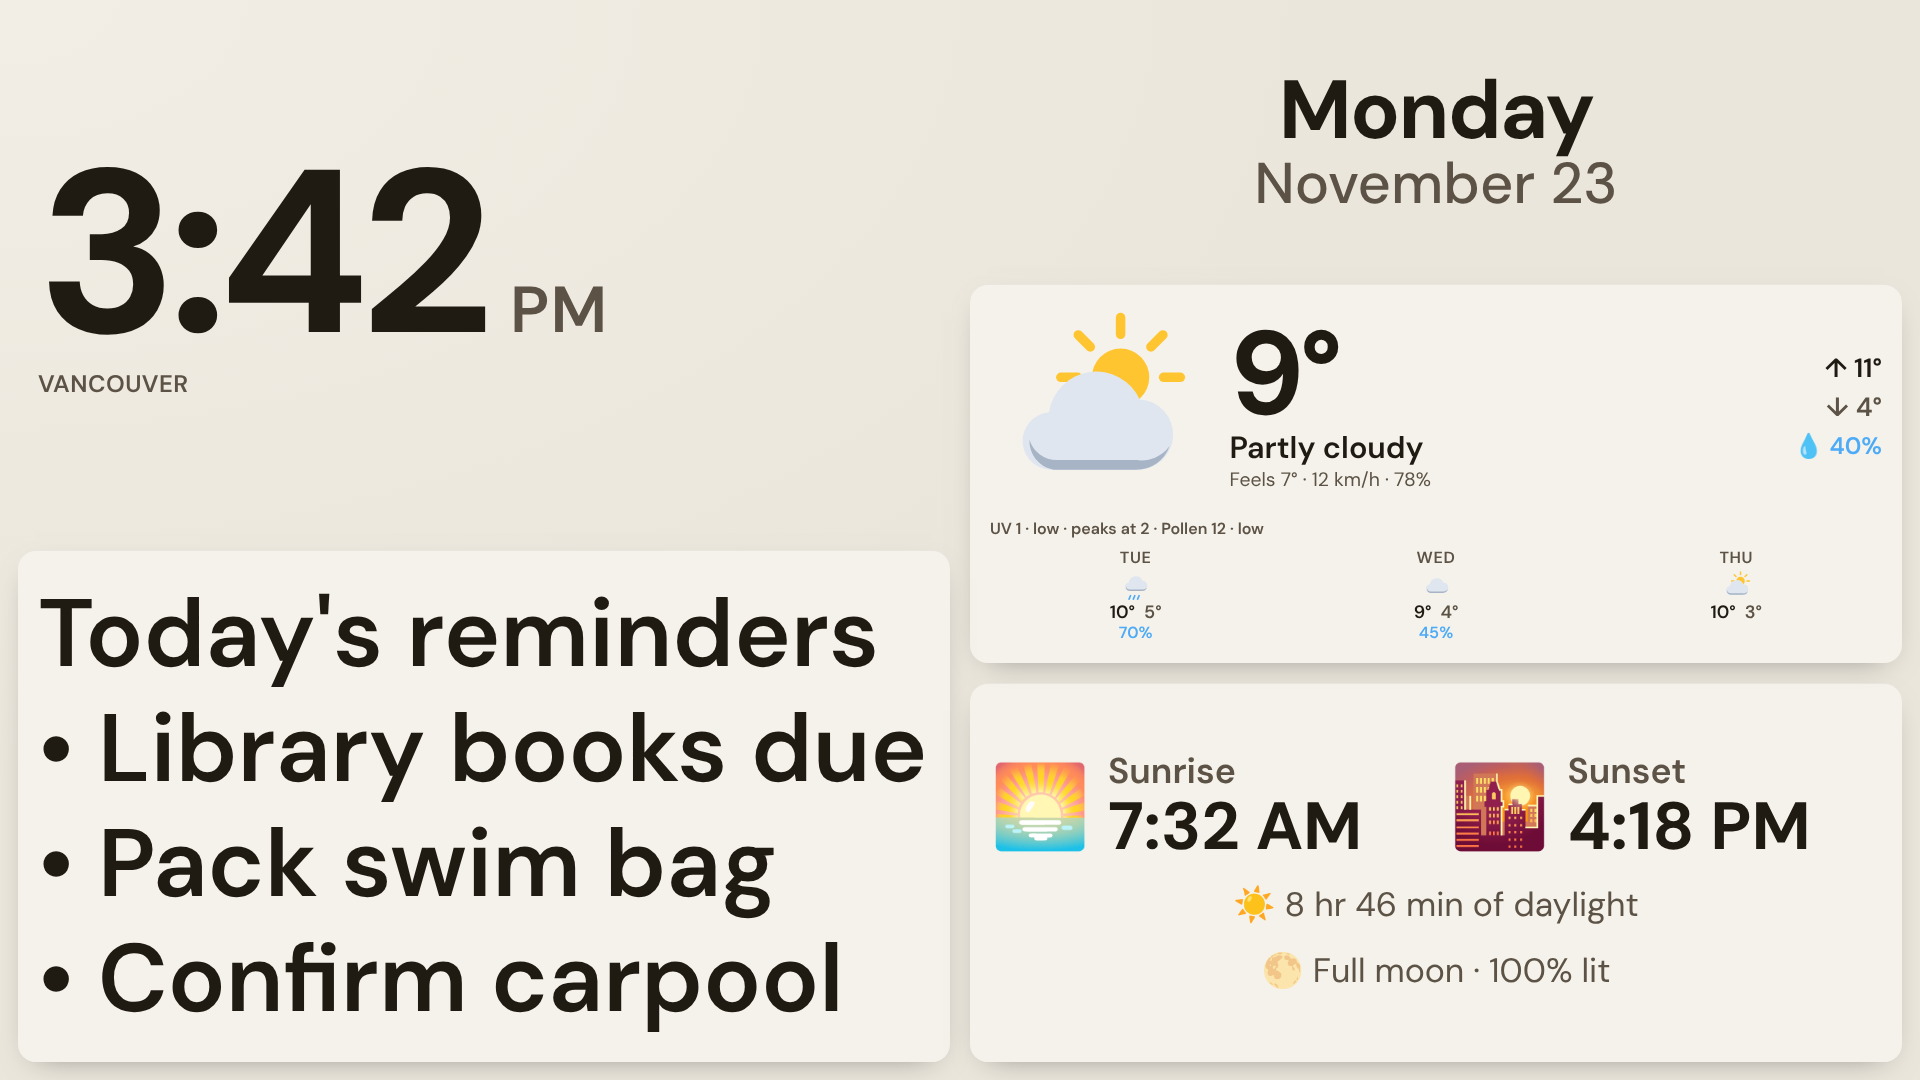 3:42 PM
VANCOUVER
Monday
November 23
9°
Partly cloudy
Feels 7° · 12 km/h · 78%
↑ 11°
↓ 4°
💧 40%
UV 1 · low · peaks at 2 · Pollen 12 · low
TUE
10° 5°
70%
WED
9° 4°
45%
THU
10° 3°
Today's reminders
• Library books due
• Pack swim bag
• Confirm carpool
Sunrise
7:32 AM
Sunset
4:18 PM
8 hr 46 min of daylight
Full moon · 100% lit